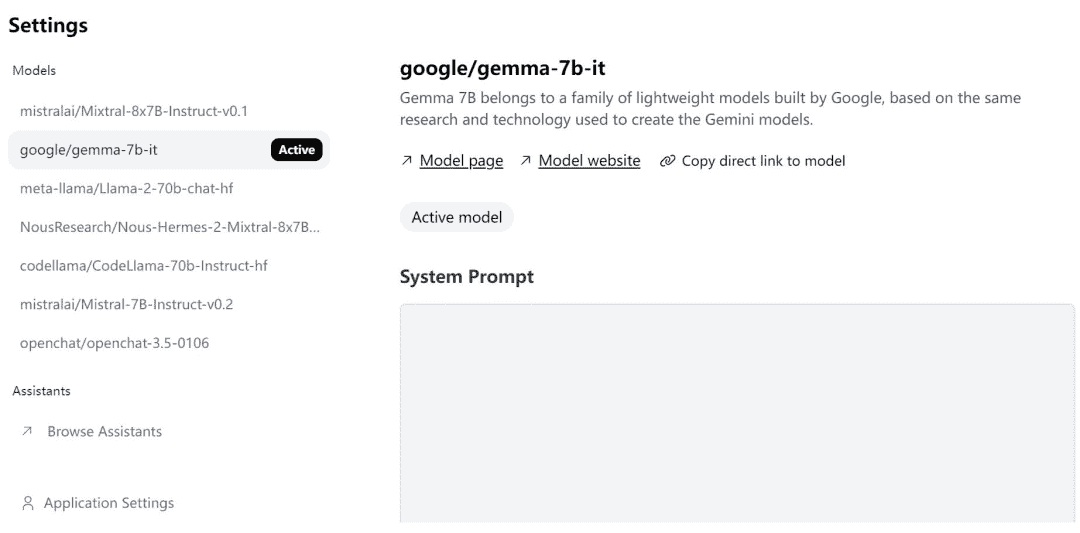 Settings
Models
mistralai/Mixtral-8x7B-Instruct-v0.1
google/gemma-7b-it Active
meta-llama/Llama-2-70b-chat-hf
NousResearch/Nous-Hermes-2-Mixtral-8x7B...
codellama/CodeLlama-70b-Instruct-hf
mistralai/Mistral-7B-Instruct-v0.2
openchat/openchat-3.5-0106
Assistants
Browse Assistants
Application Settings
google/gemma-7b-it
Gemma 7B belongs to a family of lightweight models built by Google, based on the same
research and technology used to create the Gemini models.
Model page Model website Copy direct link to model
Active model
System Prompt